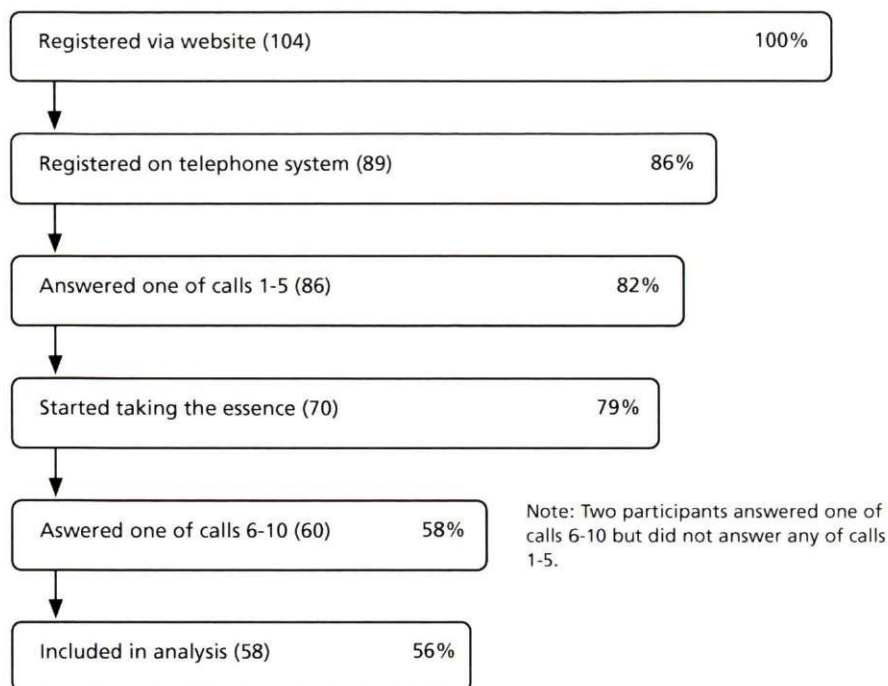 Registered via website (104) 100%
Registered on telephone system (89) 86%
Answered one of calls 1-5 (86) 82%
Started taking the essence (70) 79%
Aswered one of calls 6-10 (60) 58%
Note: Two participants answered one of
calls 6-10 but did not answer any of calls
1-5.
Included in analysis (58) 56%